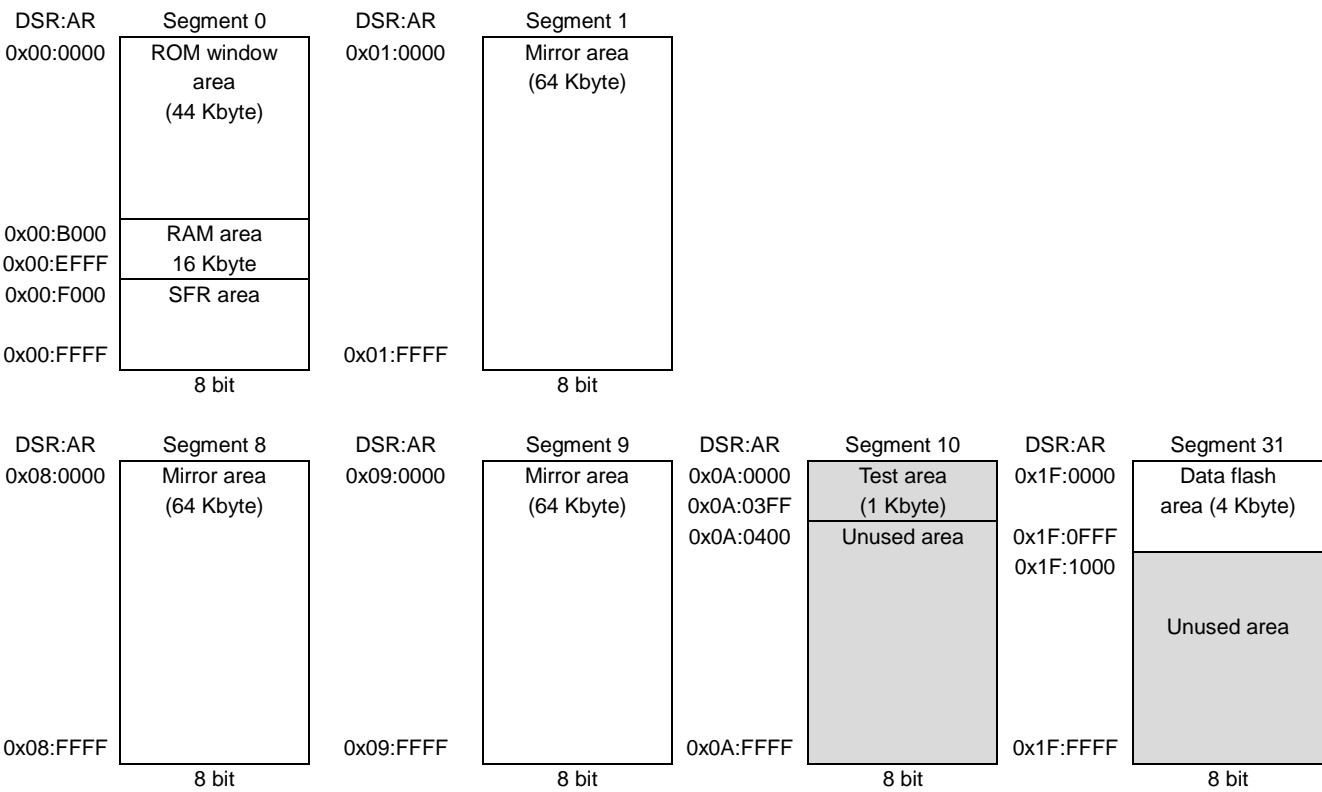 DSR:AR Segment 0 DSR:AR Segment 1
0x00:0000 ROM window 0x01:0000 Mirror area
area (64 Kbyte)
(44 Kbyte)
0x00:B000 RAM area
0x00:EFFF 16 Kbyte
0x00:F000 SFR area
0x00:FFFF 0x01:FFFF
8 bit 8 bit
DSR:AR Segment 8 DSR:AR Segment 9 DSR:AR Segment 10 DSR:AR Segment 31
0x08:0000 Mirror area 0x09:0000 Mirror area 0x0A:0000 Test area 0x1F:0000 Data flash
(64 Kbyte) (64 Kbyte) 0x0A:03FF (1 Kbyte) area (4 Kbyte)
0x0A:0400 Unused area 0x1F:0FFF
0x1F:1000
Unused area
0x08:FFFF 0x09:FFFF 0x0A:FFFF 0x1F:FFFF
8 bit 8 bit 8 bit 8 bit